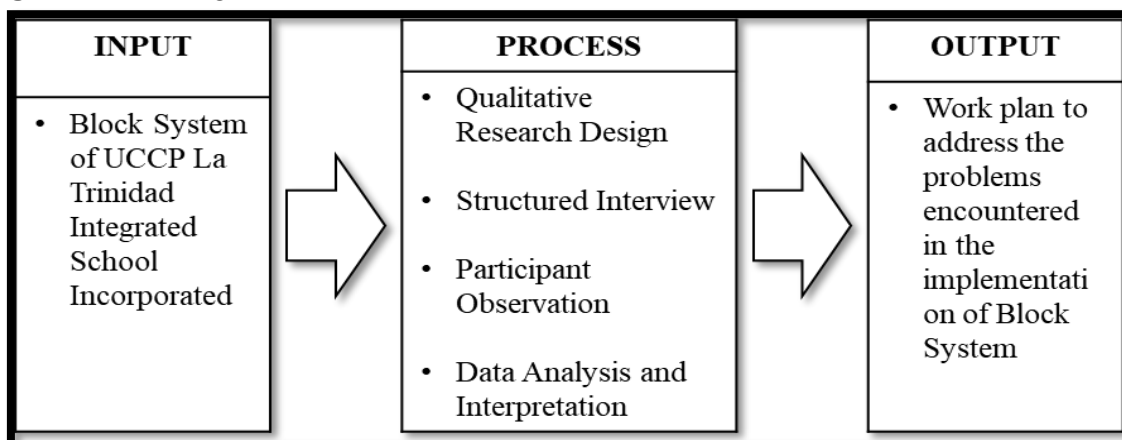 INPUT
• Block System
of UCCP La
Trinidad
Integrated
School
Incorporated
PROCESS
• Qualitative
Research Design
• Structured Interview
• Participant
Observation
• Data Analysis and
Interpretation
OUTPUT
• Work plan to
address the
problems
encountered
in the
implementati
on of Block
System